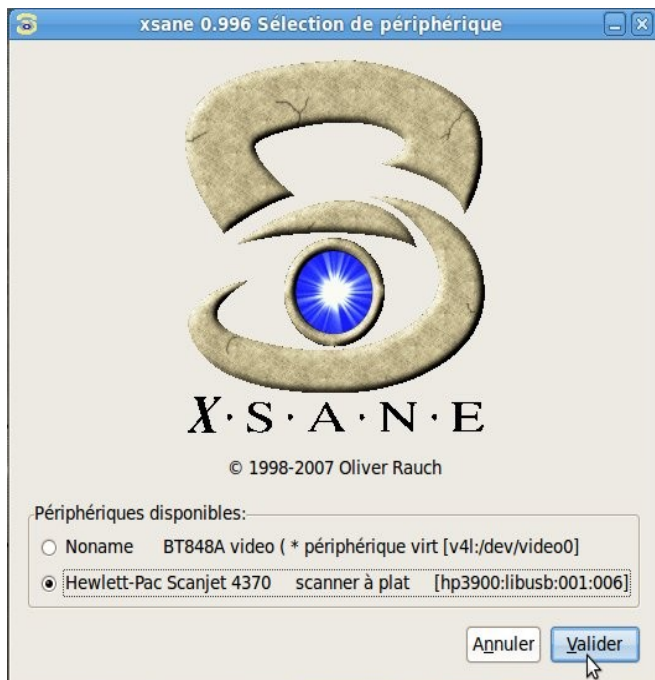 xsane 0.996 Sélection de périphérique
X·S·A·N·E
© 1998-2007 Oliver Rauch
Périphériques disponibles:
Noname BT848A video ( * périphérique virt [v4l:/dev/video0]
Hewlett-Pac Scanjet 4370 scanner à plat [hp3900:libusb:001:006]
Annuler Valider